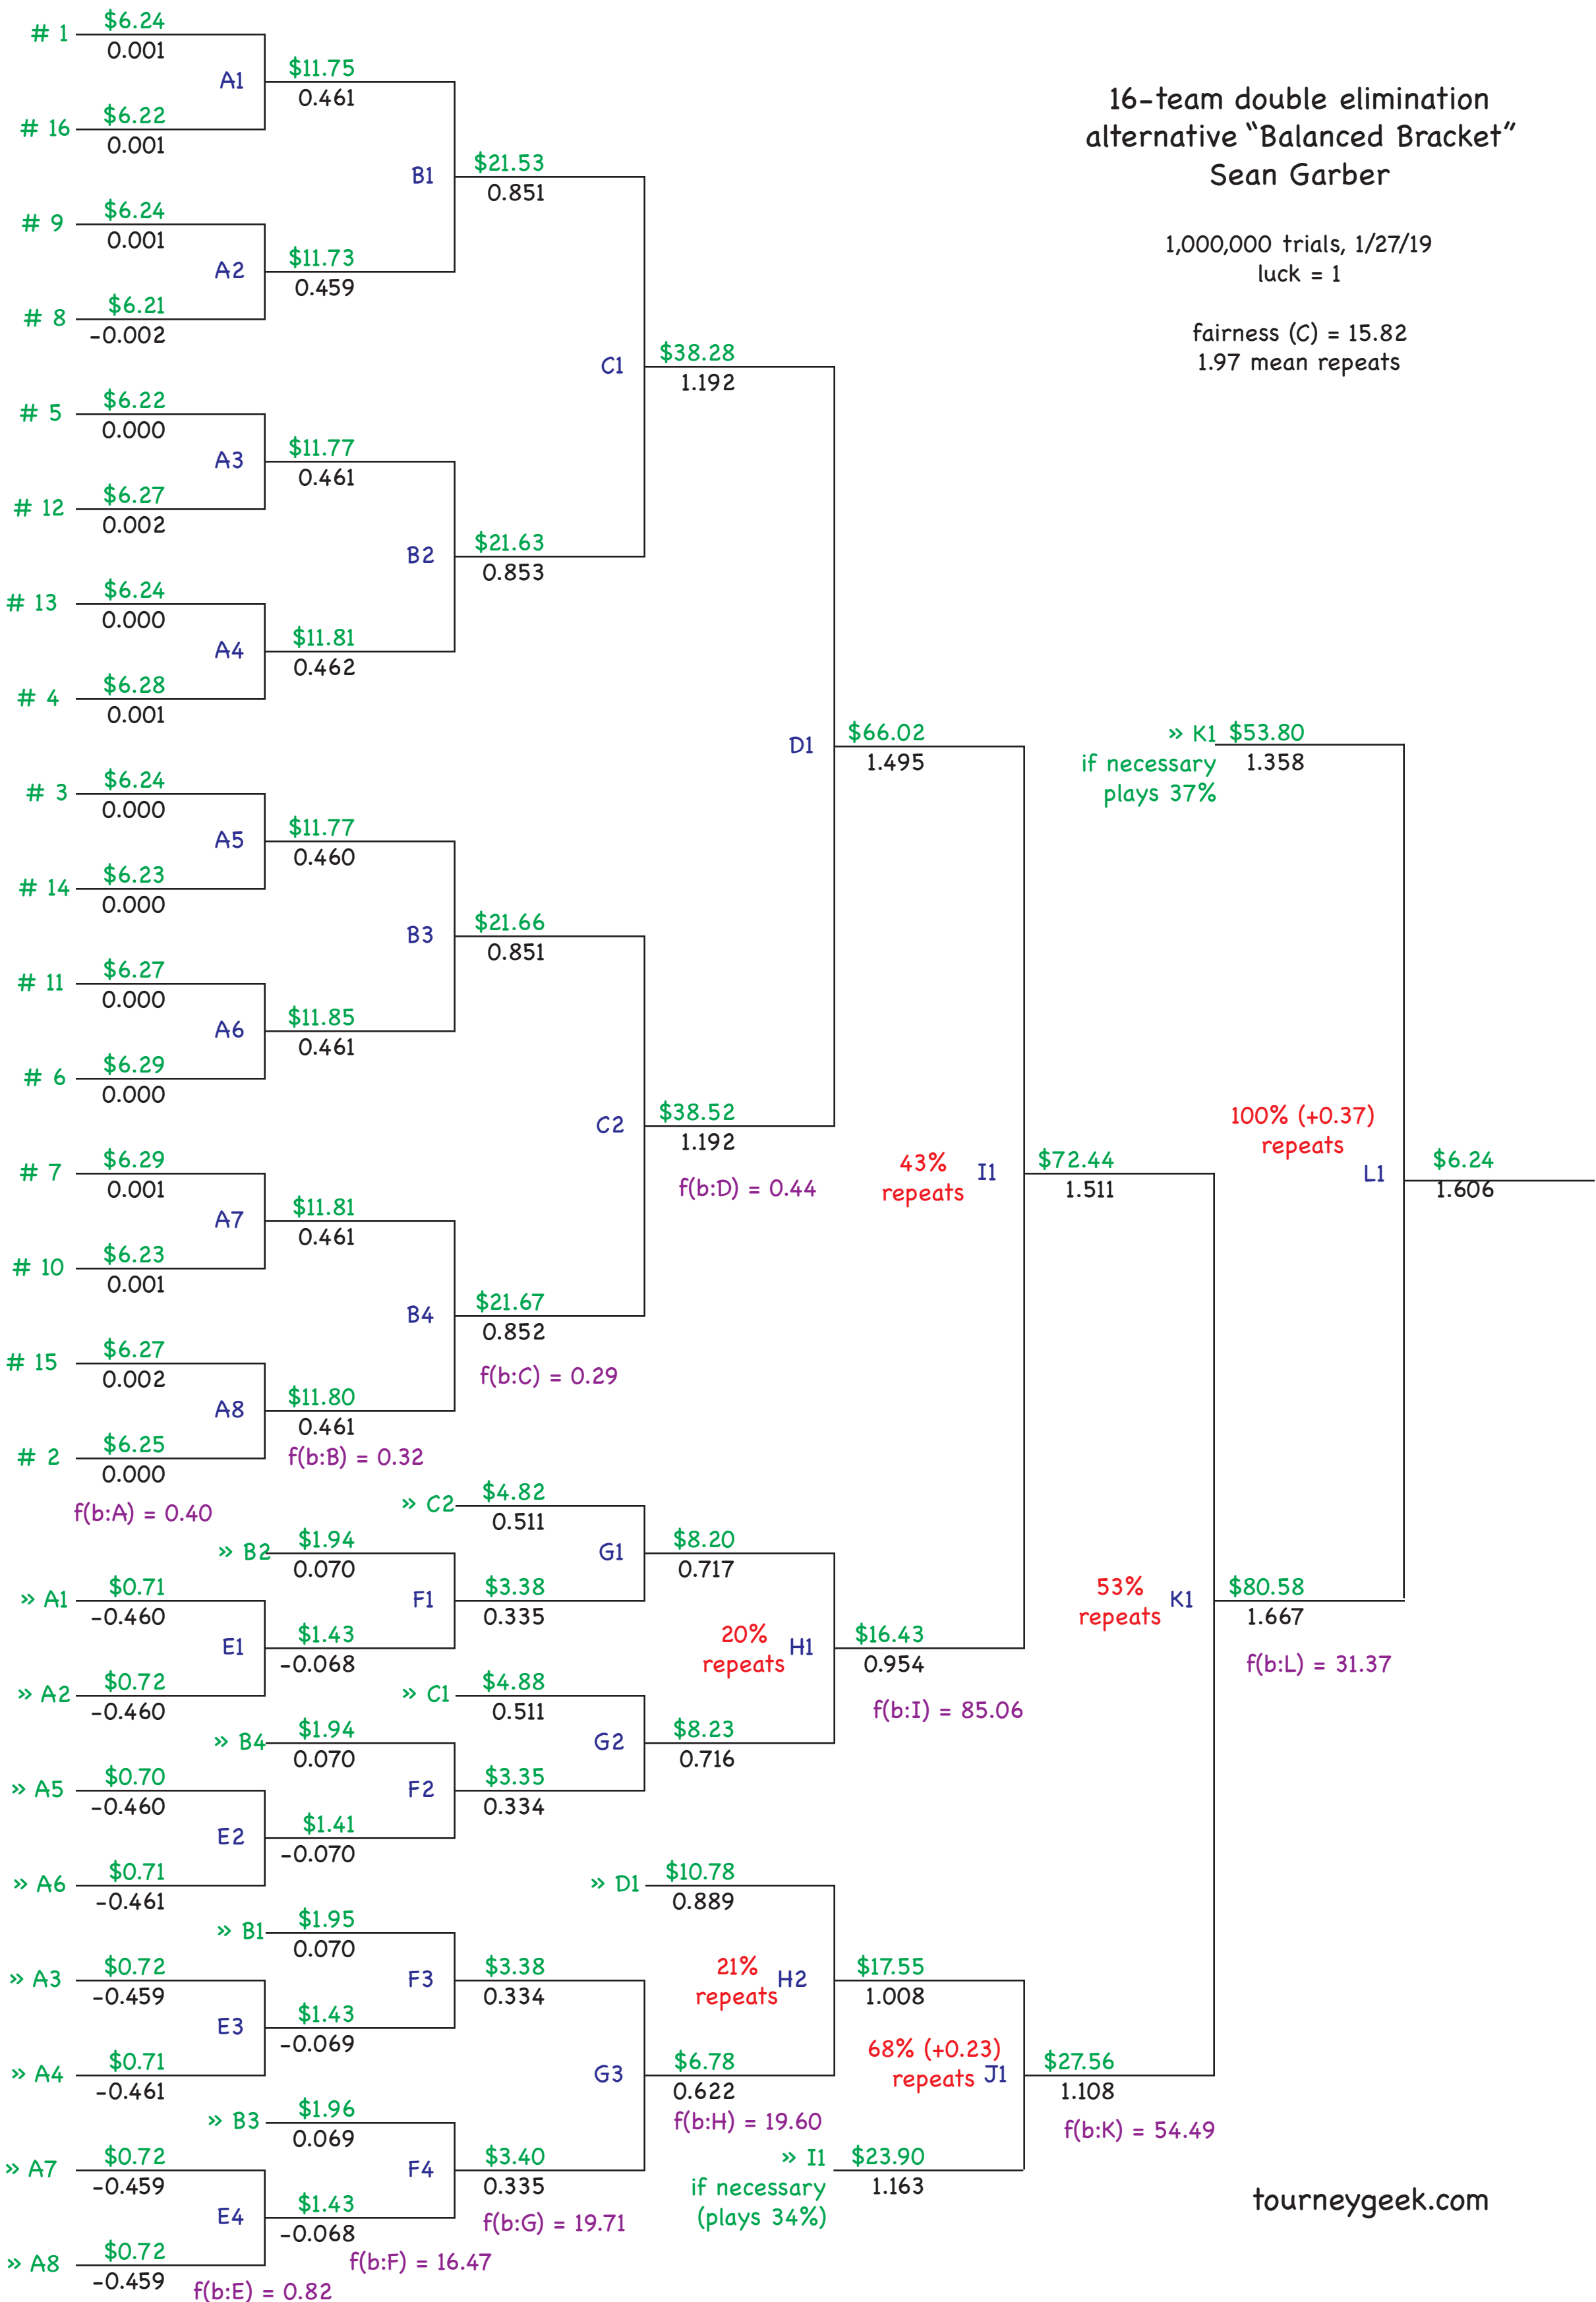 16-team double elimination
alternative “Balanced Bracket”
Sean Garber
1,000,000 trials, 1/27/19
luck = 1
fairness (C) = 15.82
1.97 mean repeats
# 1
$6.24
0.001
A1
$11.75
0.461
# 16
$6.22
0.001
B1
$21.53
0.851
# 9
$6.24
0.001
A2
$11.73
0.459
# 8
$6.21
-0.002
C1
$38.28
1.192
# 5
$6.22
0.000
A3
$11.77
0.461
# 12
$6.27
0.002
B2
$21.63
0.853
# 13
$6.24
0.000
A4
$11.81
0.462
# 4
$6.28
0.001
D1
$66.02
1.495
» K1
$53.80
if necessary
1.358
plays 37%
# 3
$6.24
0.000
A5
$11.77
0.460
# 14
$6.23
0.000
B3
$21.66
0.851
# 11
$6.27
0.000
A6
$11.85
0.461
# 6
$6.29
0.000
C2
$38.52
1.192
f(b:D) = 0.44
43%
repeats
I1
$72.44
1.511
100% (+0.37)
repeats
L1
$6.24
1.606
# 7
$6.29
0.001
A7
$11.81
0.461
# 10
$6.23
0.001
B4
$21.67
0.852
f(b:C) = 0.29
# 15
$6.27
0.002
A8
$11.80
0.461
f(b:B) = 0.32
# 2
$6.25
0.000
f(b:A) = 0.40
» C2
$4.82
0.511
» B2
$1.94
0.070
G1
$8.20
0.717
» A1
$0.71
-0.460
F1
$3.38
0.335
E1
$1.43
-0.068
20%
repeats
H1
$16.43
0.954
53%
repeats
K1
$80.58
1.667
f(b:L) = 31.37
» A2
$0.72
-0.460
» C1
$4.88
0.511
f(b:I) = 85.06
» B4
$1.94
0.070
G2
$8.23
0.716
» A5
$0.70
-0.460
F2
$3.35
0.334
E2
$1.41
-0.070
» A6
$0.71
-0.461
» D1
$10.78
0.889
» B1
$1.95
0.070
» A3
$0.72
-0.459
F3
$3.38
0.334
21%
repeats
H2
$17.55
1.008
E3
$1.43
-0.069
» A4
$0.71
-0.461
G3
$6.78
0.622
68% (+0.23)
repeats
J1
$27.56
1.108
f(b:H) = 19.60
f(b:K) = 54.49
» B3
$1.96
0.069
» A7
$0.72
-0.459
F4
$3.40
0.335
» I1
$23.90
if necessary
1.163
(plays 34%)
E4
$1.43
-0.068
f(b:G) = 19.71
» A8
$0.72
-0.459
f(b:F) = 16.47
f(b:E) = 0.82
tourneygeek.com